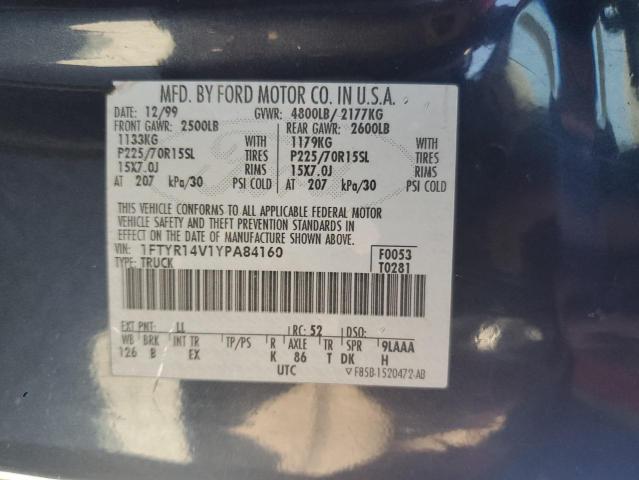 MFD. BY FORD MOTOR CO. IN U.S.A.
DATE: 12/99 GVWR: 4800LB/ 2177KG
FRONT GAWR: 2500LB REAR GAWR: 2600LB
1133KG WITH 1179KG WITH
P225/70R15SL TIRES P225/70R15SL TIRES
15X7.0J RIMS 15X7.0J RIMS
AT 207 kPa/30 PSI COLD AT 207 kPa/30 PSI COLD
THIS VEHICLE CONFORMS TO ALL APPLICABLE FEDERAL MOTOR
VEHICLE SAFETY AND THEFT PREVENTION STANDARDS IN
EFFECT ON THE DATE OF MANUFACTURE SHOWN ABOVE.
VIN: 1FTYR14V1YPA84160 F0053
TYPE: TRUCK T0281
EXT PNT: LL RC: 52 DSO:
WB BRK INT TR TP/PS R AXLE TR SPR 9LAAA
126 B EX K 86 T DK H
UTC ▽ F85B-1520472-AB